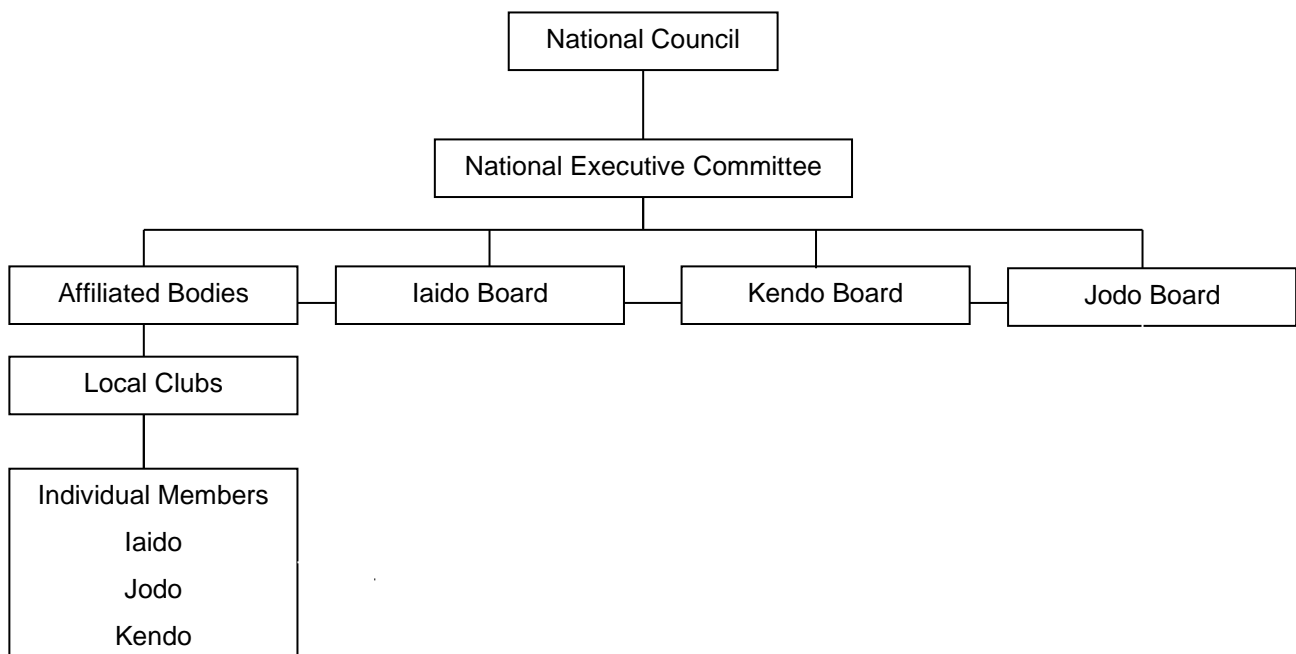 National Council
National Executive Committee
Affiliated Bodies
Iaido Board
Kendo Board
Jodo Board
Local Clubs
Individual Members
Iaido
Jodo
Kendo